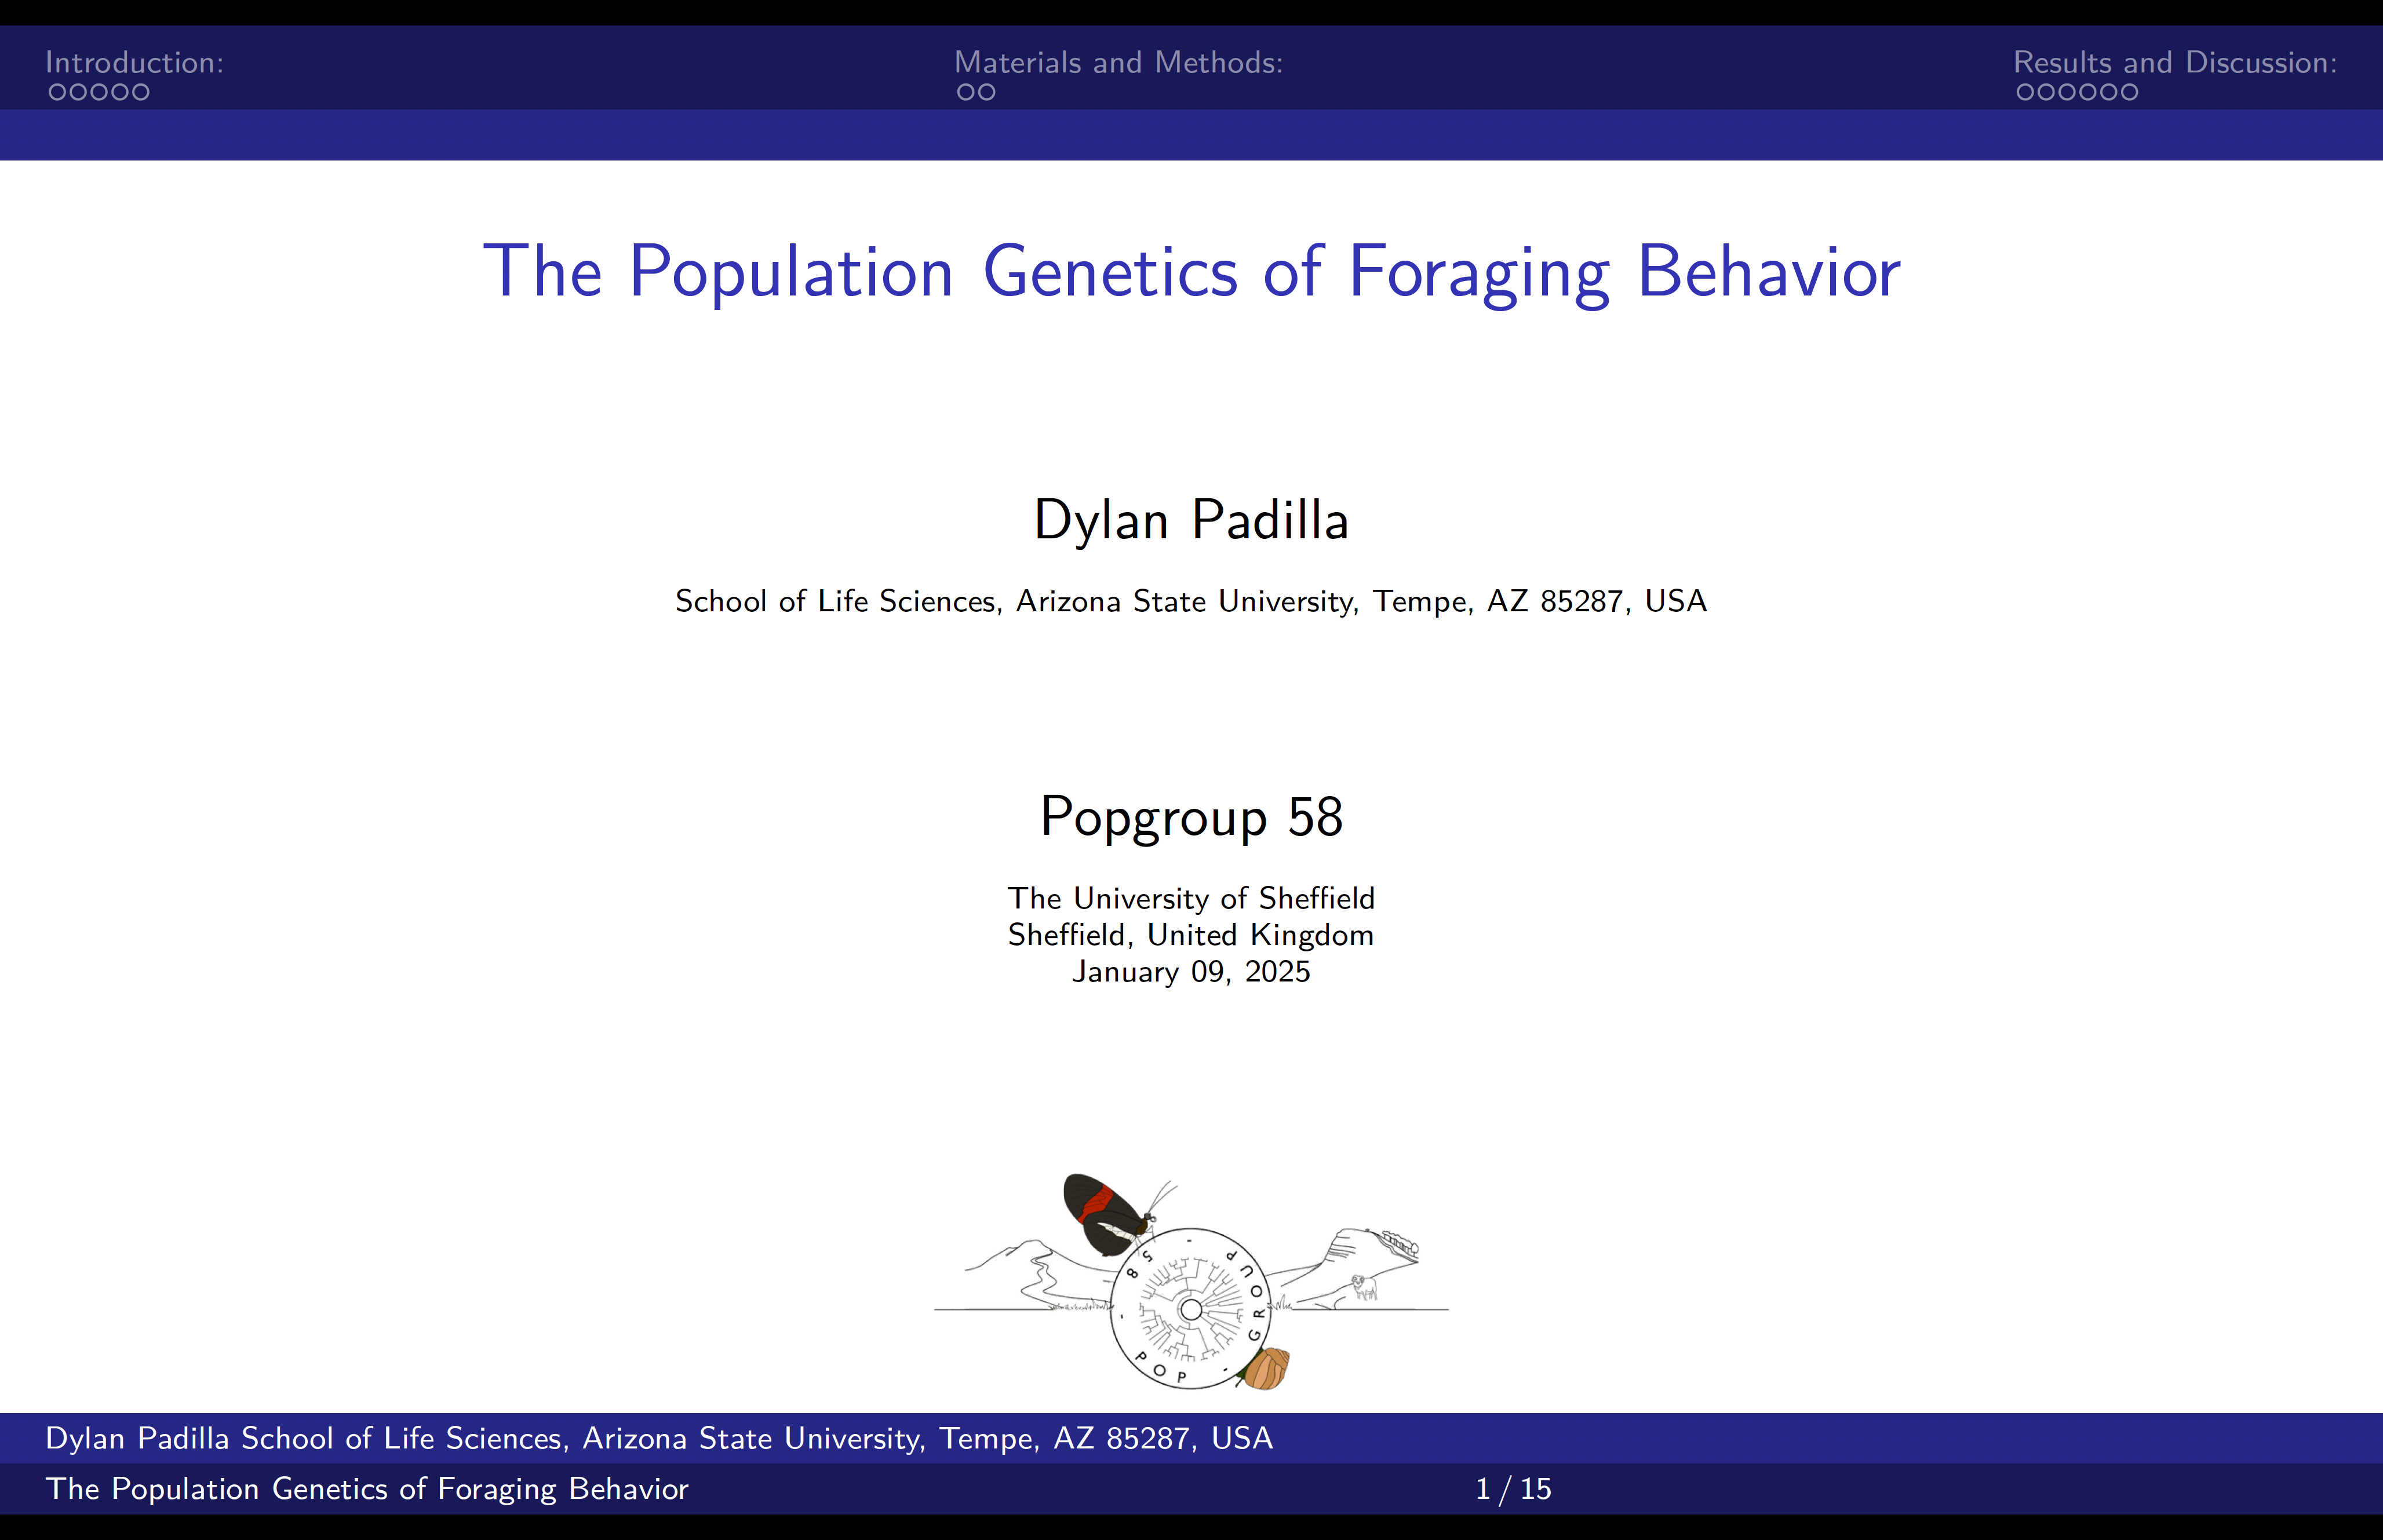 Introduction:
Materials and Methods:
Results and Discussion:
The Population Genetics of Foraging Behavior
Dylan Padilla
School of Life Sciences, Arizona State University, Tempe, AZ 85287, USA
Popgroup 58
The University of Sheffield
Sheffield, United Kingdom
January 09, 2025
POP - GROUP - 58 -
Dylan Padilla School of Life Sciences, Arizona State University, Tempe, AZ 85287, USA
The Population Genetics of Foraging Behavior
1 / 15